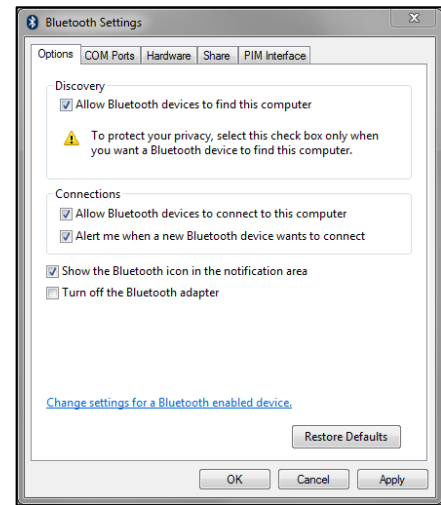 Bluetooth Settings
Options COM Ports Hardware Share PIM Interface
Discovery
Allow Bluetooth devices to find this computer
To protect your privacy, select this check box only when
you want a Bluetooth device to find this computer.
Connections
Allow Bluetooth devices to connect to this computer
Alert me when a new Bluetooth device wants to connect
Show the Bluetooth icon in the notification area
Turn off the Bluetooth adapter
Change settings for a Bluetooth enabled device.
Restore Defaults
OK Cancel Apply